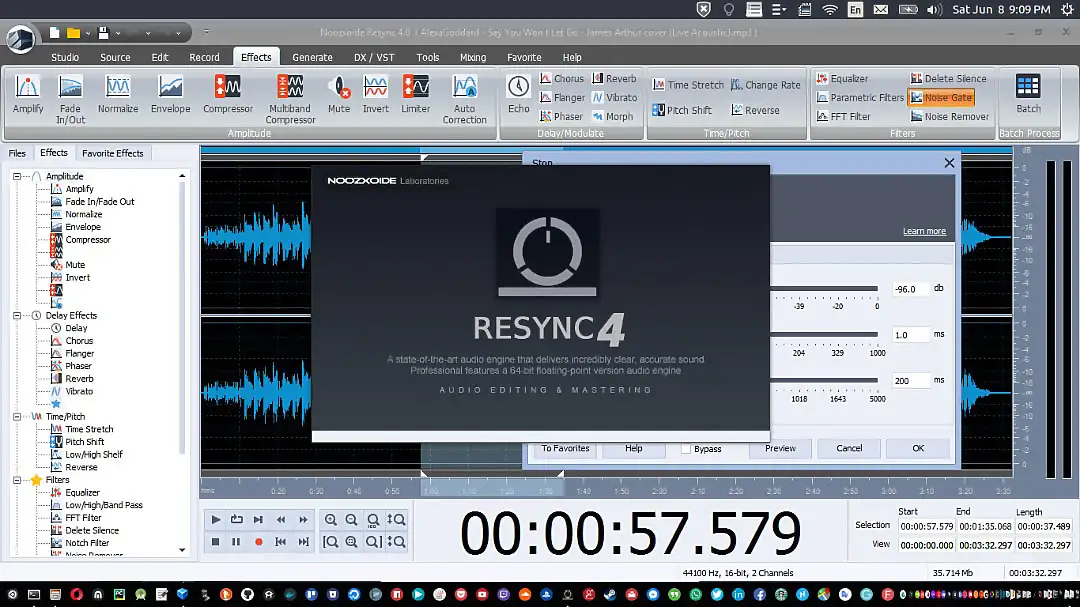 En
Sat Jun 8 9:09 PM
Noozxoide Resync 4.0 ( AlexaGoddard - Say You Won't Let Go - James Arthur cover (Live Acoustic).mp3 )
Studio Source Edit Record Effects Generate DX / VST Tools Mixing Favorite Help
Amplify
Fade In/Out
Normalize
Envelope
Compressor
Multiband Compressor
Mute
Invert
Limiter
Auto Correction
Amplitude
Echo
Chorus
Reverb
Flanger
Vibrato
Phaser
Morph
Delay/Modulate
Time Stretch
Change Rate
Pitch Shift
Reverse
Time/Pitch
Equalizer
Delete Silence
Parametric Filters
Noise Gate
FFT Filter
Noise Remover
Filters
Batch
Batch Process
Files Effects Favorite Effects
Amplitude
Amplify
Fade In/Fade Out
Normalize
Envelope
Compressor
Mute
Invert
Delay Effects
Delay
Chorus
Flanger
Phaser
Reverb
Vibrato
Time/Pitch
Time Stretch
Pitch Shift
Low/High Shelf
Reverse
Filters
Equalizer
Low/High/Band Pass
FFT Filter
Delete Silence
Notch Filter
Noise Remover
Stop
Learn more
NOOZXOIDE Laboratories
RESYNC 4
A state-of-the-art audio engine that delivers incredibly clear, accurate sound.
Professional features a 64-bit floating-point version audio engine
AUDIO EDITING & MASTERING
-96.0 db
-39 -20 0
1.0 ms
204 329 1000
200 ms
1018 1643 5000
To Favorites Help Bypass Preview Cancel OK
dB
hms 0:20 0:30 0:40 0:50 1:00 1:10 1:20 1:30 1:40 1:50 2:00 2:10 2:20 2:30 2:40 2:50 3:00 3:10 3:20 3:30
00:00:57.579
Start End Length
Selection 00:00:57.579 00:01:35.068 00:00:37.489
View 00:00:00.000 00:03:32.297 00:03:32.297
44100 Hz, 16-bit, 2 Channels
35.714 Mb
00:03:32.297